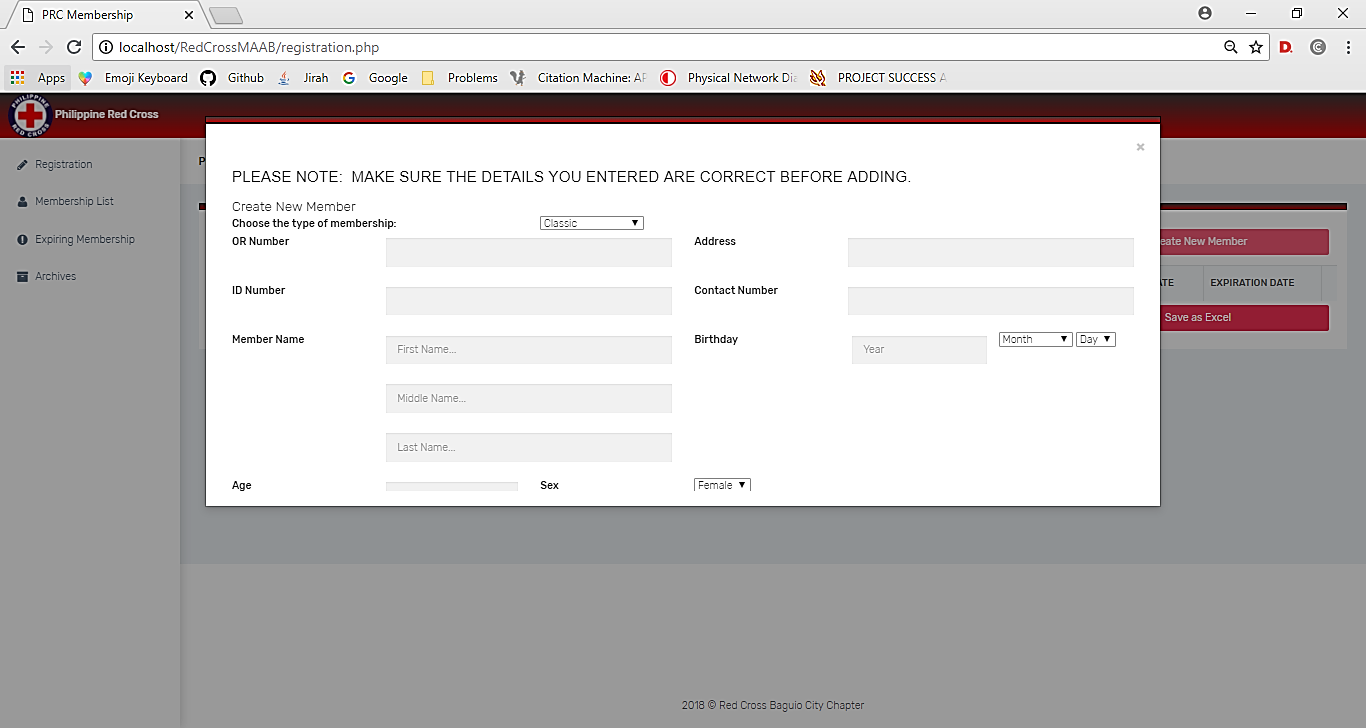 PRC Membership
localhost/RedCrossMAAB/registration.php
Apps Emoji Keyboard Github Jirah Google Problems Citation Machine: AP Physical Network Dia PROJECT SUCCESS A
PHILIPPINE RED CROSS
Philippine Red Cross
Registration
Membership List
Expiring Membership
Archives
P
×
PLEASE NOTE: MAKE SURE THE DETAILS YOU ENTERED ARE CORRECT BEFORE ADDING.
Create New Member
Choose the type of membership: Classic
OR Number Address
ID Number Contact Number
Member Name First Name... Birthday Year Month Day
Middle Name...
Last Name...
Age Sex Female
eate New Member
ATE EXPIRATION DATE
Save as Excel
2018 © Red Cross Baguio City Chapter